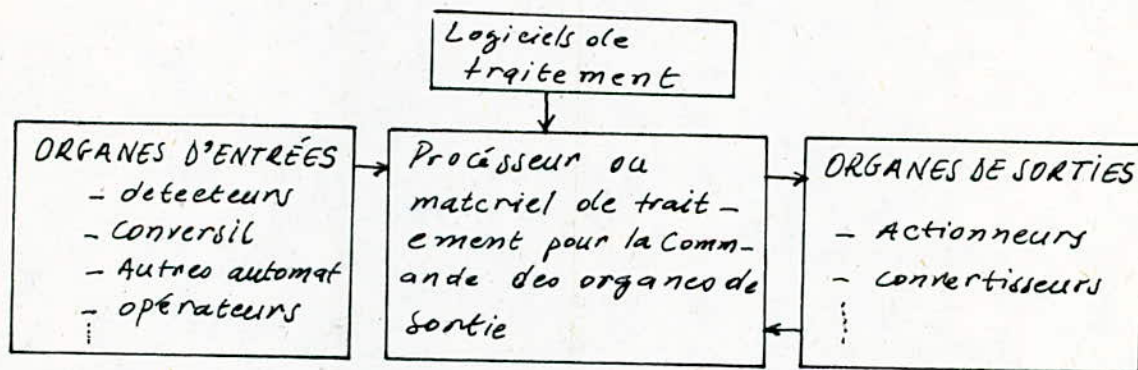 Logiciels de
traitement
ORGANES D'ENTRÉES
- detecteurs
- Conversil
- Autres automat
- opérateurs
Procésseur ou
materiel de trait-
ement pour la Comm-
ande des organes de
sortie
ORGANES DE SORTIES
- Actionneurs
- convertisseurs